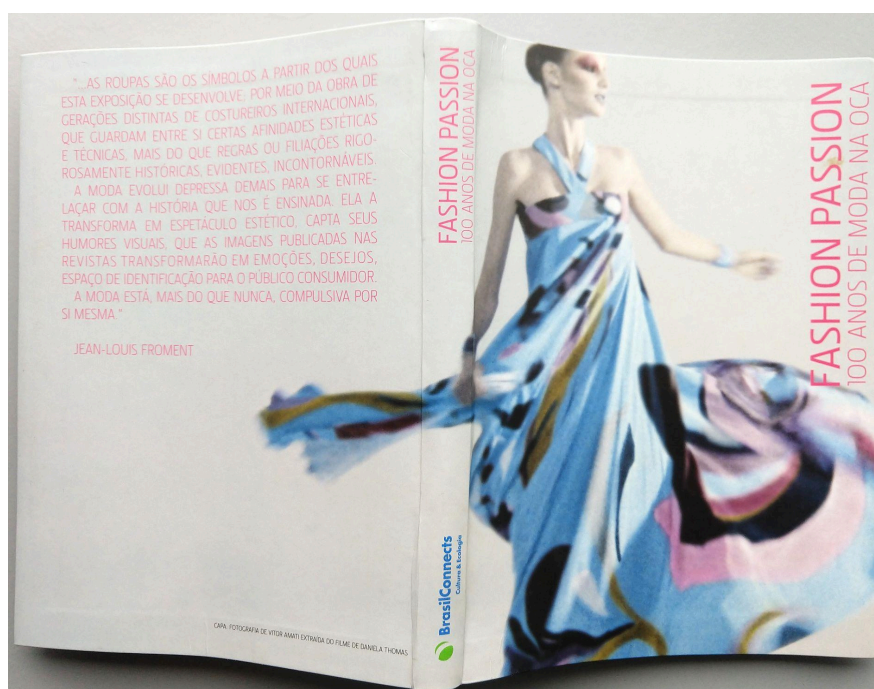 "...AS ROUPAS SÃO OS SÍMBOLOS A PARTIR DOS QUAIS
ESTA EXPOSIÇÃO SE DESENVOLVE, POR MEIO DA OBRA DE
GERAÇÕES DISTINTAS DE COSTUREIROS INTERNACIONAIS,
QUE GUARDAM ENTRE SI CERTAS AFINIDADES ESTÉTICAS
E TÉCNICAS, MAIS DO QUE REGRAS OU FILIAÇÕES RIGO-
ROSAMENTE HISTÓRICAS, EVIDENTES, INCONTORNÁVEIS.
A MODA EVOLUI DEPRESSA DEMAIS PARA SE ENTRE-
LAÇAR COM A HISTÓRIA QUE NOS É ENSINADA, ELA A
TRANSFORMA EM ESPETÁCULO ESTÉTICO, CAPTA SEUS
HUMORES VISUAIS, QUE AS IMAGENS PUBLICADAS NAS
REVISTAS TRANSFORMARÃO EM EMOÇÕES, DESEJOS,
ESPAÇO DE IDENTIFICAÇÃO PARA O PÚBLICO CONSUMIDOR.
A MODA ESTÁ, MAIS DO QUE NUNCA, COMPULSIVA POR
SI MESMA."
JEAN-LOUIS FROMENT
CAPA: FOTOGRAFIA DE VITOR AMATI EXTRAÍDA DO FILME DE DANIELA THOMAS
FASHION PASSION
100 ANOS DE MODA NA OCA
BrasilConnects
Cultura & Ecologia
FASHION PASSION
100 ANOS DE MODA NA OCA